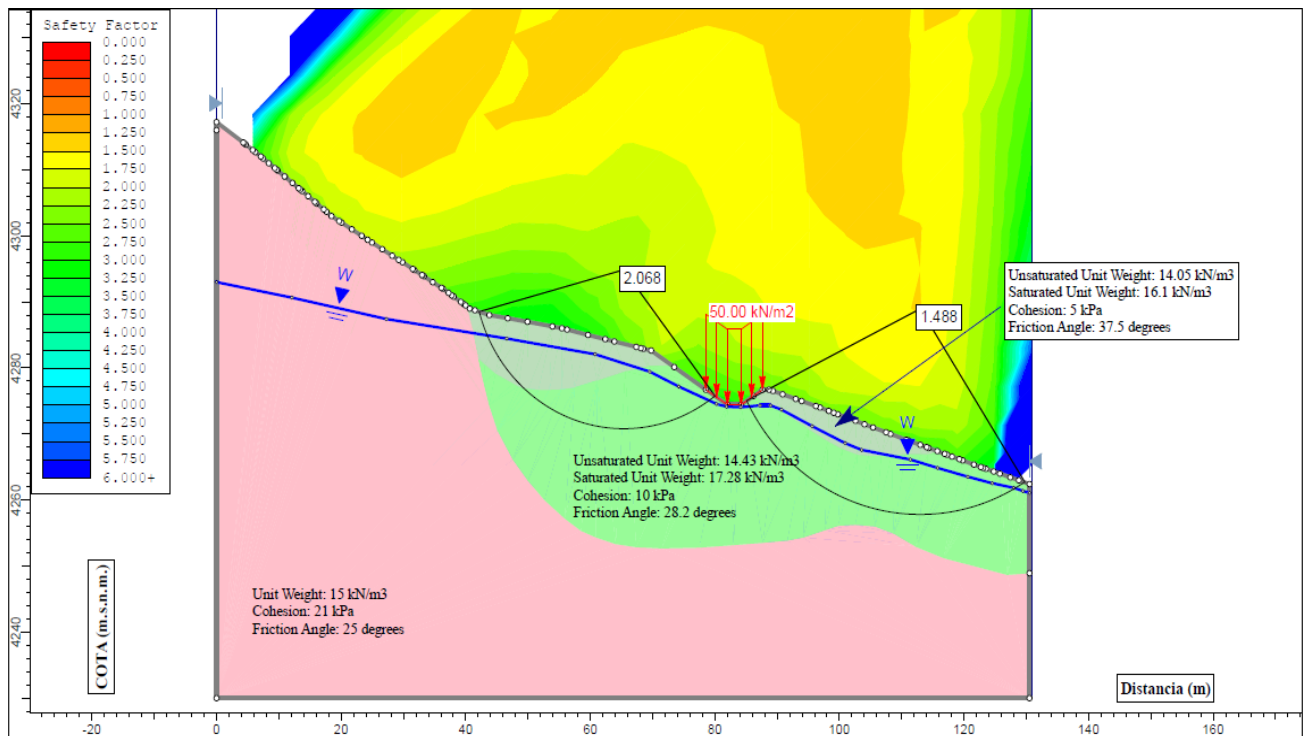 Safety Factor
0.000
0.250
0.500
0.750
1.000
1.250
1.500
1.750
2.000
2.250
2.500
2.750
3.000
3.250
3.500
3.750
4.000
4.250
4.500
4.750
5.000
5.250
5.500
5.750
6.000+
4320
4300
4280
4260
4240
COTA (m.s.n.m.)
W
2.068
50.00 kN/m2
1.488
Unsaturated Unit Weight: 14.05 kN/m3
Saturated Unit Weight: 16.1 kN/m3
Cohesion: 5 kPa
Friction Angle: 37.5 degrees
W
Unsaturated Unit Weight: 14.43 kN/m3
Saturated Unit Weight: 17.28 kN/m3
Cohesion: 10 kPa
Friction Angle: 28.2 degrees
Unit Weight: 15 kN/m3
Cohesion: 21 kPa
Friction Angle: 25 degrees
Distancia (m)
-20 0 20 40 60 80 100 120 140 160